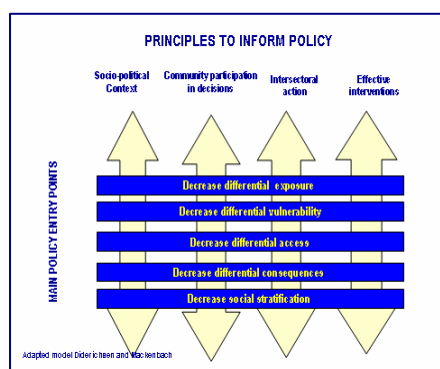 PRINCIPLES TO INFORM POLICY
Socio-political
Context
Community participation
in decisions
Intersectoral
action
Effective
interventions
MAIN POLICY ENTRY POINTS
Decrease differential exposure
Decrease differential vulnerability
Decrease differential access
Decrease differential consequences
Decrease social stratification
Adapted model Diderichnen and Mackenbach